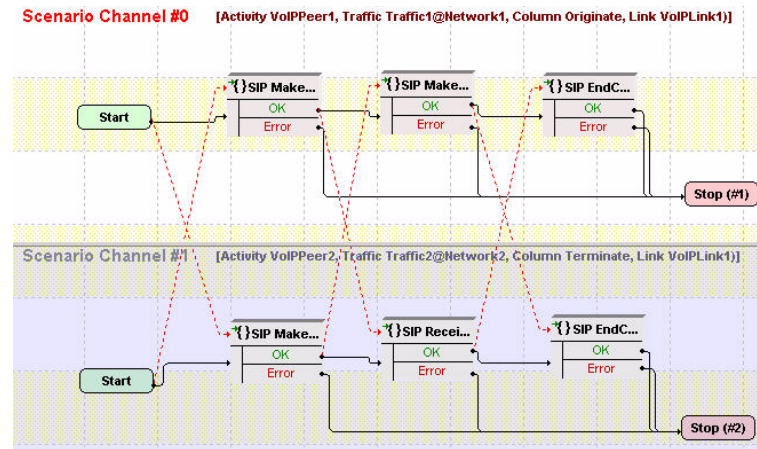 Scenario Channel #0 [Activity VoIPPeer1, Traffic Traffic1@Network1, Column Originate, Link VoIPLink1)]
{}SIP Make... {}SIP Make... {}SIP EndC...
Start OK OK OK
Error Error Error
Stop (#1)
Scenario Channel #1 [Activity VoIPPeer2, Traffic Traffic2@Network2, Column Terminate, Link VoIPLink1)]
{}SIP Make... {}SIP Recei... {}SIP EndC...
OK OK OK
Start Error Error Error
Stop (#2)